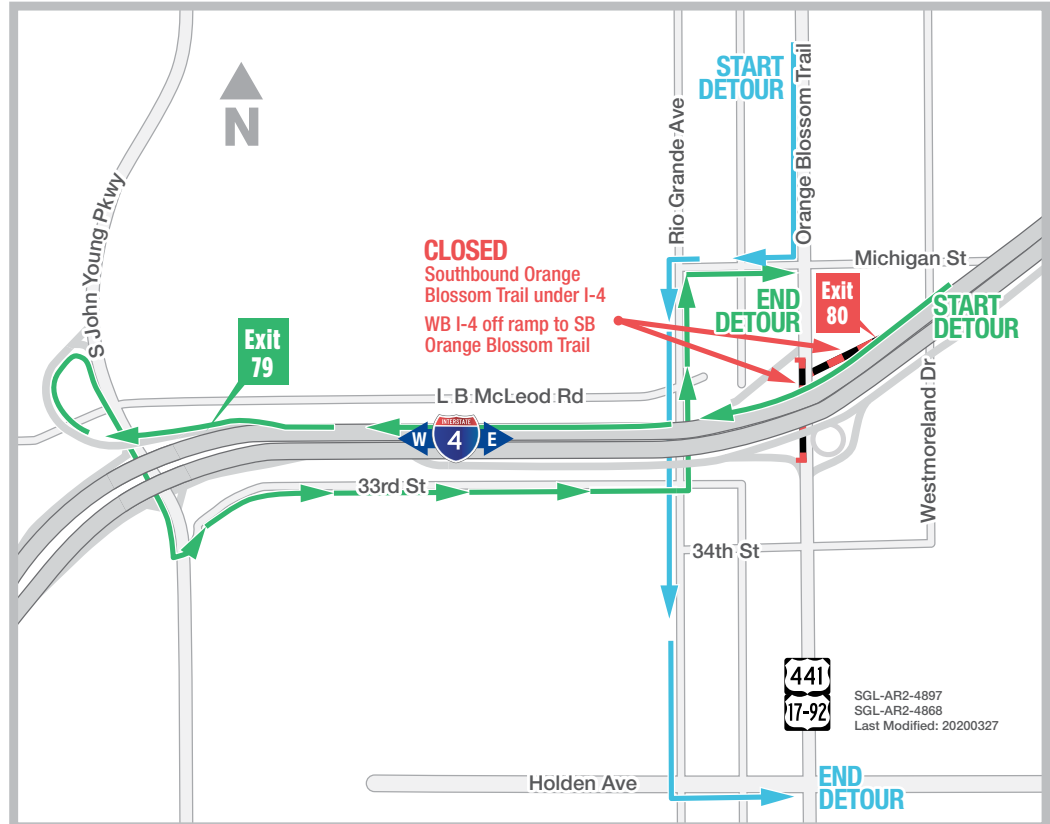 START
DETOUR
Orange Blossom Trail
Rio Grande Ave
N
S John Young Pkwy
CLOSED
Southbound Orange
Blossom Trail under I-4
WB I-4 off ramp to SB
Orange Blossom Trail
Michigan St
END
DETOUR
Exit
80
START
DETOUR
Exit
79
L B McLeod Rd
Westmoreland Dr
INTERSTATE
W 4 E
33rd St
34th St
441
17-92
SGL-AR2-4897
SGL-AR2-4868
Last Modified: 20200327
Holden Ave
END
DETOUR